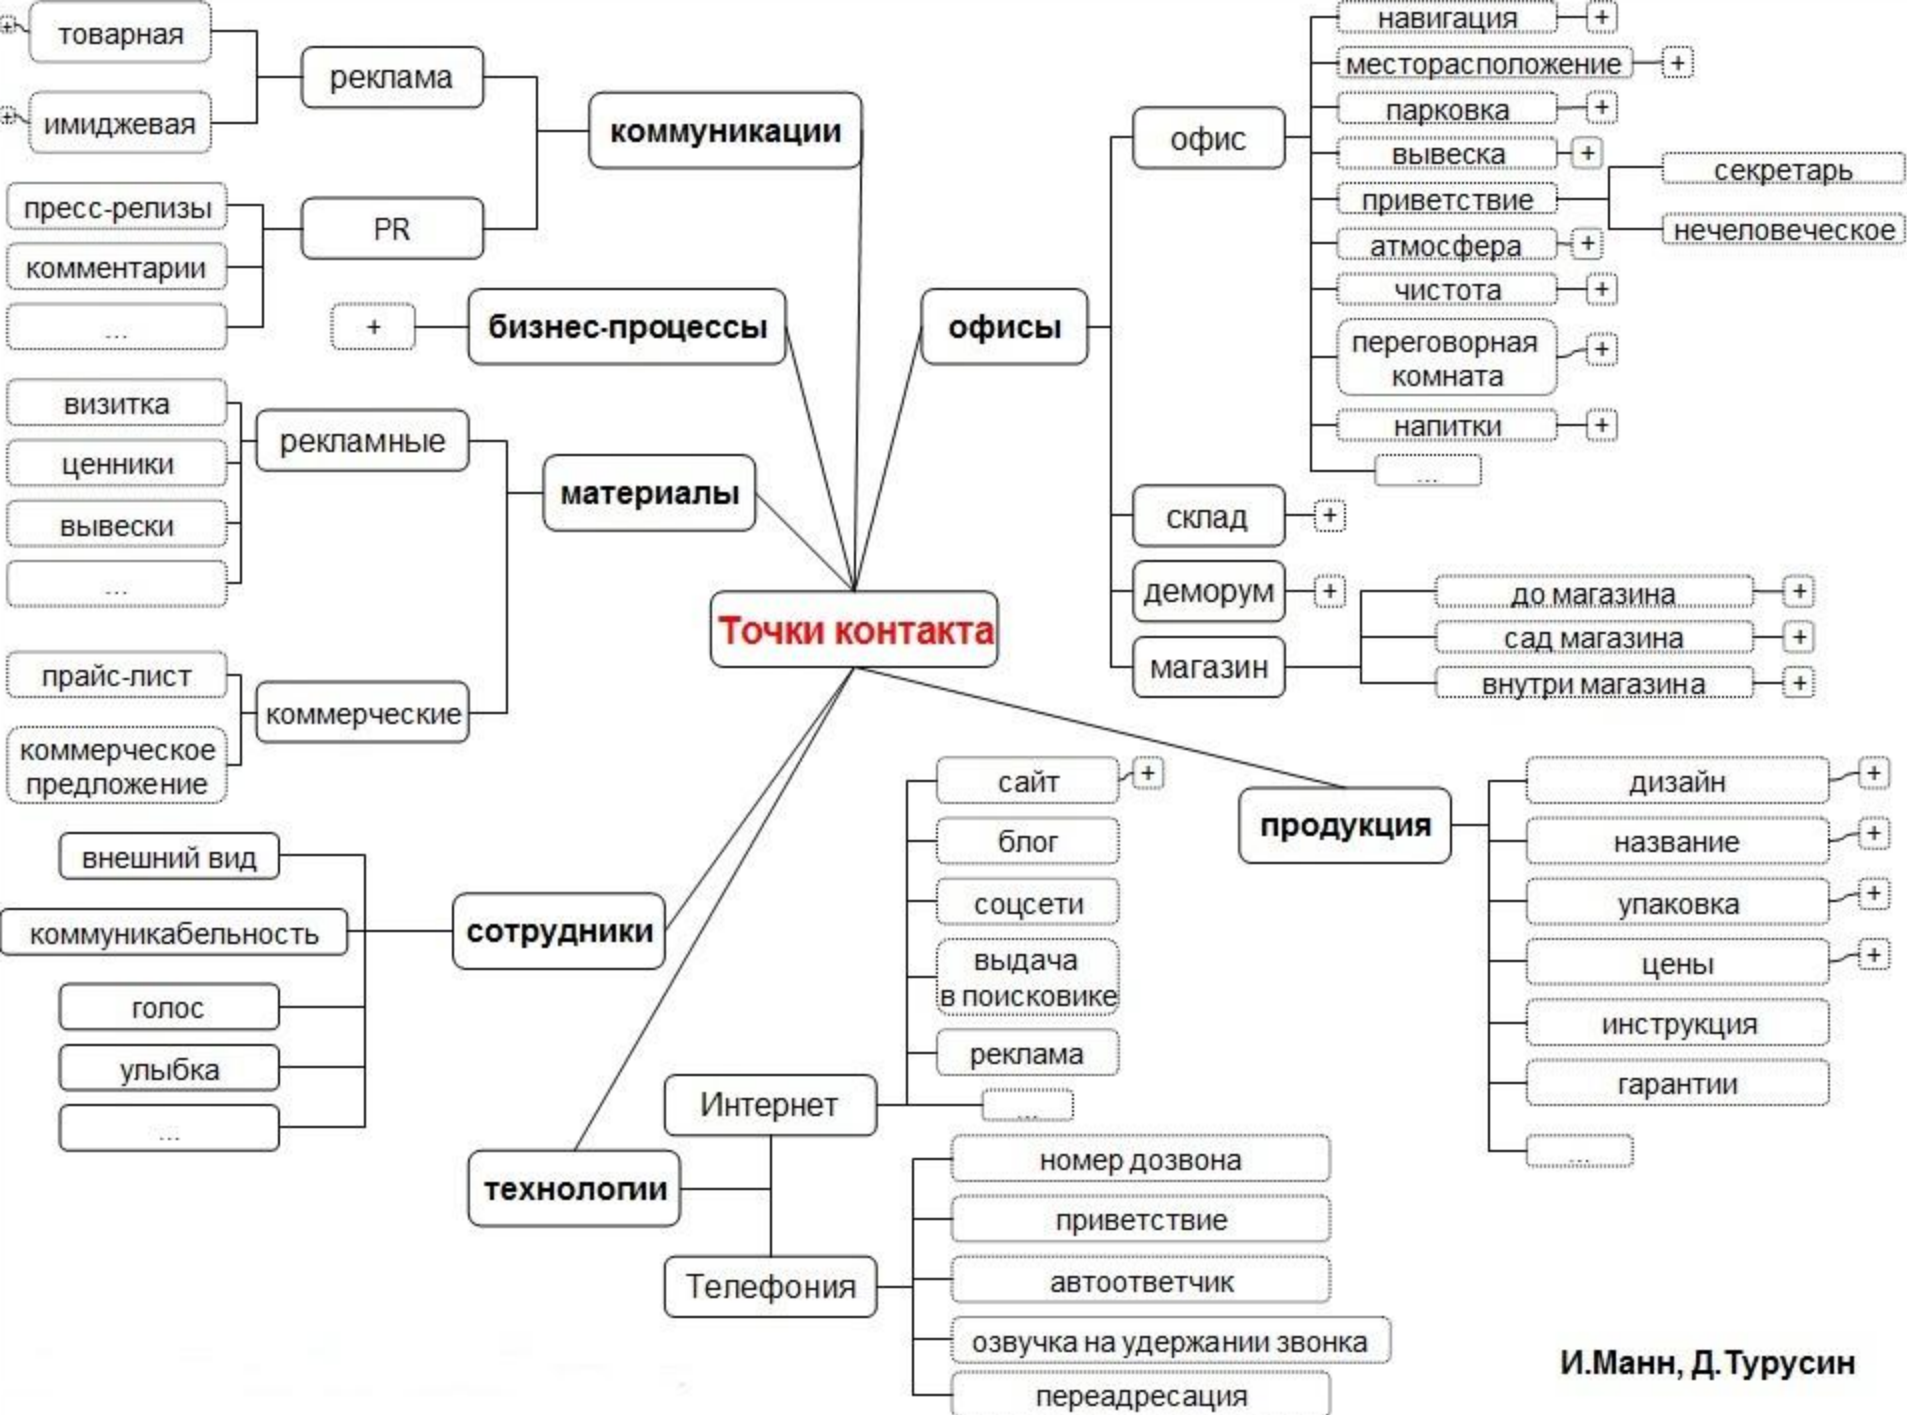 +
товарная
реклама
+
имиджевая
коммуникации
пресс-релизы
PR
комментарии
...
+
бизнес-процессы
визитка
рекламные
ценники
материалы
вывески
...
прайс-лист
коммерческие
коммерческое
предложение
Точки контакта
офисы
офис
навигация
+
месторасположение
+
парковка
+
вывеска
+
приветствие
секретарь
нечеловеческое
атмосфера
+
чистота
+
переговорная
комната
+
напитки
+
...
склад
+
деморум
+
магазин
до магазина
+
сад магазина
+
внутри магазина
+
продукция
дизайн
+
название
+
упаковка
+
цены
+
инструкция
гарантии
...
внешний вид
коммуникабельность
сотрудники
голос
улыбка
...
технологии
Интернет
сайт
+
блог
соцсети
выдача
в поисковике
реклама
...
Телефония
номер дозвона
приветствие
автоответчик
озвучка на удержании звонка
переадресация
И.Манн, Д.Турусин